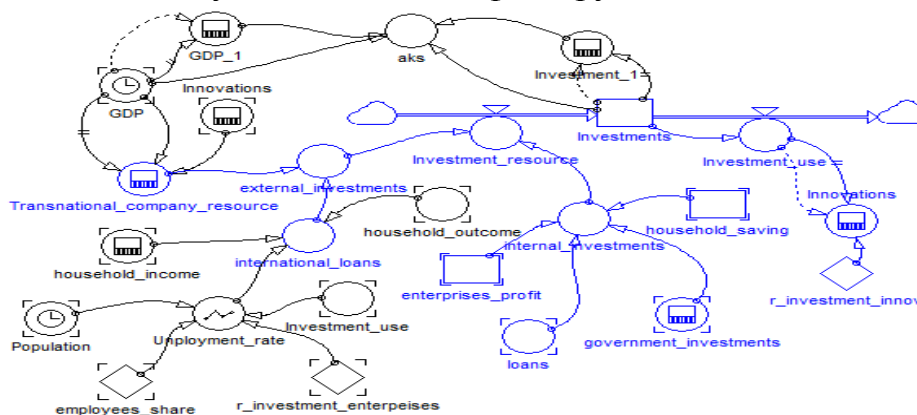 GDP_1
aks
Investment_1
Innovations
GDP
Investments
Investment_resource
Investment_use
external_investments
Transnational_company_resource
Innovations
household_outcome
household_saving
internal_investments
household_income
international_loans
enterprises_profit
r_investment_innov
Investment_use
Population
Unployment_rate
government_investments
loans
employees_share
r_investment_enterpeises